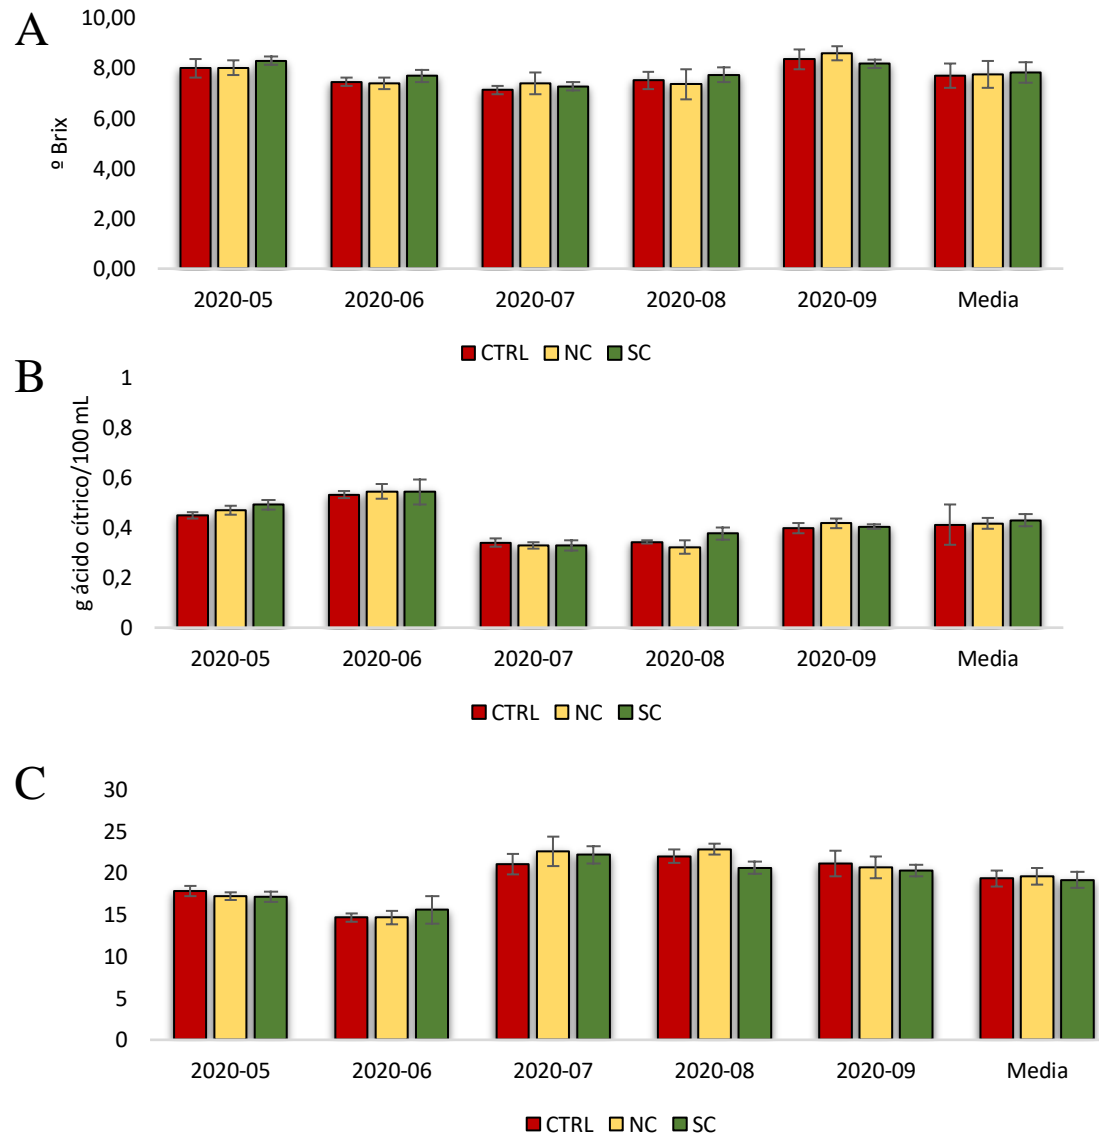 A
10,00
8,00
6,00
4,00
2,00
0,00
º Brix
2020-05 2020-06 2020-07 2020-08 2020-09 Media
CTRL NC SC
B
1
0,8
0,6
0,4
0,2
0
g ácido cítrico/100 mL
2020-05 2020-06 2020-07 2020-08 2020-09 Media
CTRL NC SC
C
30
25
20
15
10
5
0
2020-05 2020-06 2020-07 2020-08 2020-09 Media
CTRL NC SC